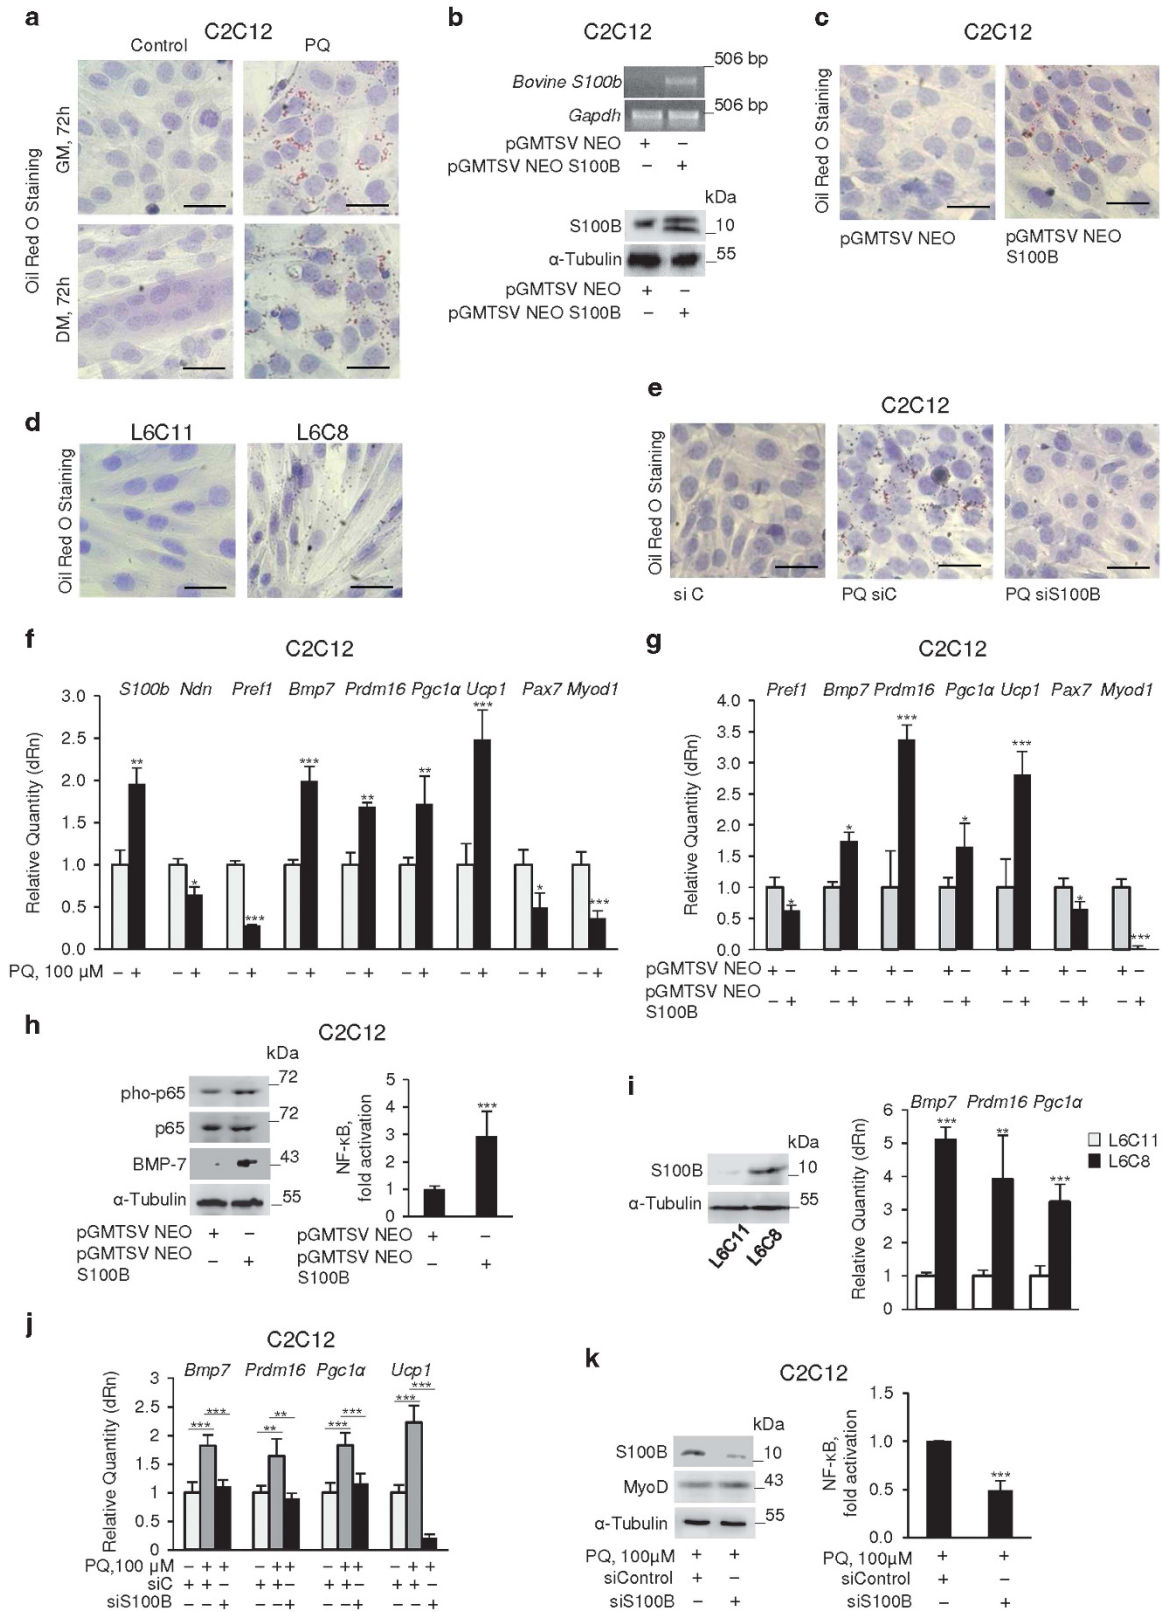 a
C2C12
Control
PQ
Oil Red O Staining
GM, 72h
DM, 72h
b
C2C12
506 bp
Bovine S100b
506 bp
Gapdh
pGMTSV NEO + –
pGMTSV NEO S100B – +
kDa
S100B
10
α-Tubulin
55
pGMTSV NEO + –
pGMTSV NEO S100B – +
c
C2C12
Oil Red O Staining
pGMTSV NEO
pGMTSV NEO
S100B
d
L6C11
L6C8
Oil Red O Staining
e
C2C12
Oil Red O Staining
si C
PQ siC
PQ siS100B
f
C2C12
S100b Ndn Pref1 Bmp7 Prdm16 Pgc1α Ucp1 Pax7 Myod1
Relative Quantity (dRn)
3.0
2.5
2.0
1.5
1.0
0.5
0.0
** * *** *** ** ** *** * ***
PQ, 100 µM – + – + – + – + – + – + – + – + – +
g
C2C12
Pref1 Bmp7 Prdm16 Pgc1α Ucp1 Pax7 Myod1
Relative Quantity (dRn)
4.0
3.5
3.0
2.5
2.0
1.5
1.0
0.5
0.0
* * *** * *** * ***
pGMTSV NEO + – + – + – + – + – + – + –
pGMTSV NEO
S100B – + – + – + – + – + – + – +
h
C2C12
kDa
pho-p65
72
p65
72
BMP-7
43
α-Tubulin
55
pGMTSV NEO + –
pGMTSV NEO
S100B – +
NF-κB,
fold activation
5
4
3
2
1
0
***
pGMTSV NEO + –
pGMTSV NEO
S100B – +
i
kDa
S100B
10
α-Tubulin
55
L6C11
L6C8
Bmp7 Prdm16 Pgc1α
Relative Quantity (dRn)
6
5
4
3
2
1
0
*** ** ***
L6C11
L6C8
j
C2C12
Bmp7 Prdm16 Pgc1α Ucp1
Relative Quantity (dRn)
3
2.5
2
1.5
1
0.5
0
*** *** ** ** *** *** *** ***
PQ,100 µM – + + – + + – + + – + +
siC + + – + + – + + – + + –
siS100B – – + – – + – – + – – +
k
C2C12
kDa
S100B
10
MyoD
43
α-Tubulin
55
PQ, 100µM + +
siControl + –
siS100B – +
NF-κB,
fold activation
1.5
1.0
0.5
0.0
***
PQ, 100µM + +
siControl + –
siS100B – +